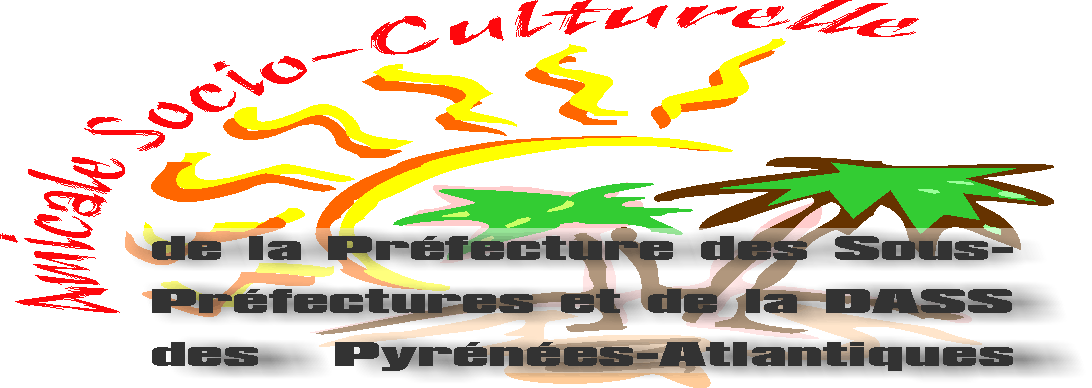 Amicale Socio-Culturelle
de la Préfecture des Sous-
Préfectures et de la DASS
des Pyrénées-Atlantiques